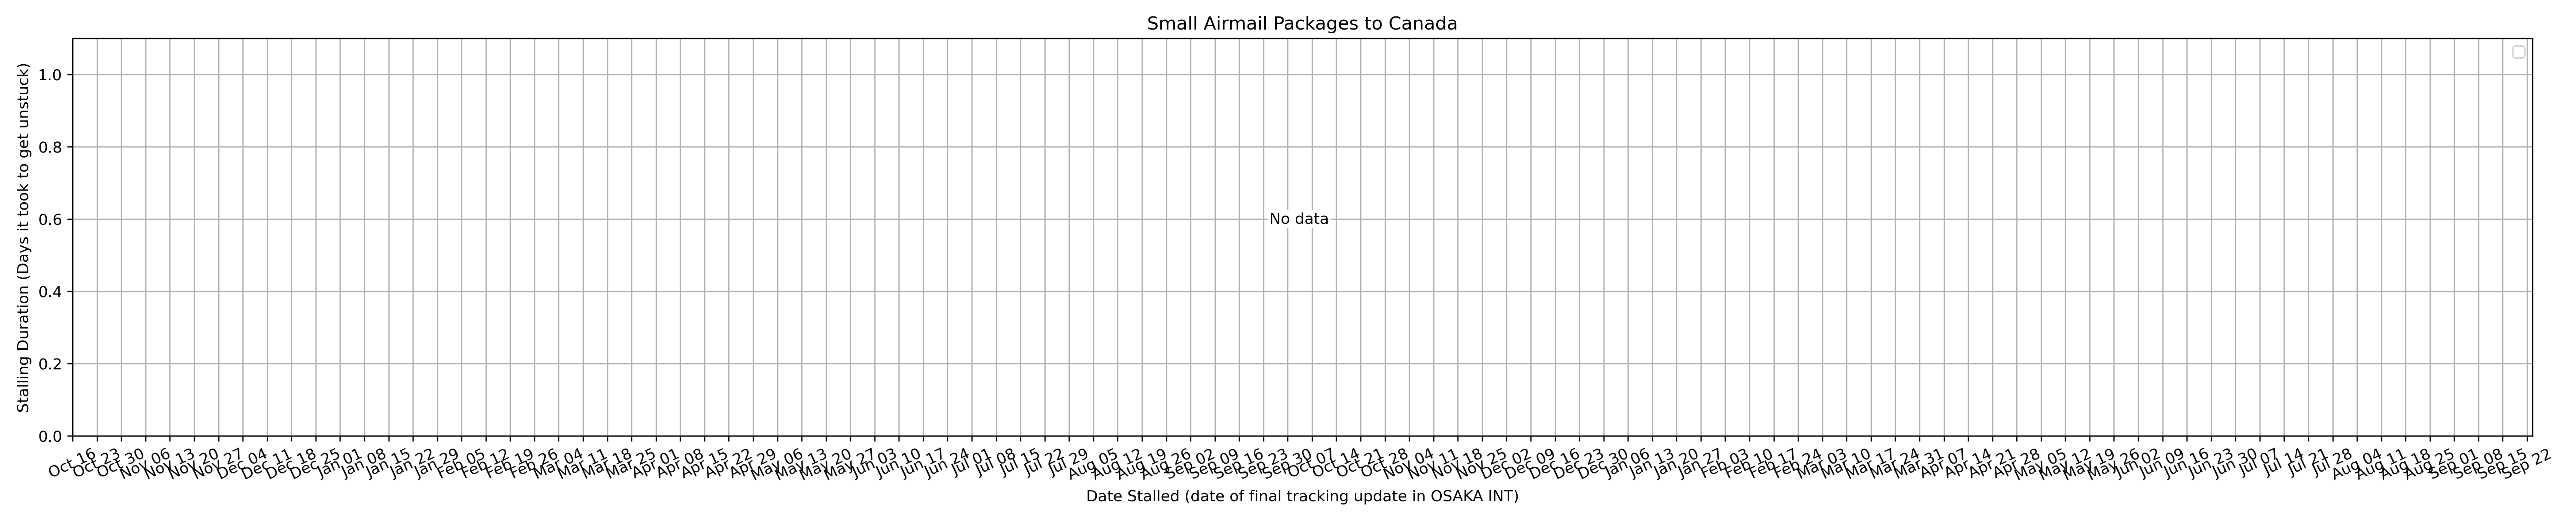 Small Airmail Packages to Canada
Stalling Duration (Days it took to get unstuck)
1.0
0.8
0.6
0.4
0.2
0.0
No data
Oct 16 Oct 23 Oct 30 Nov 06 Nov 13 Nov 20 Nov 27 Dec 04 Dec 11 Dec 18 Dec 25 Jan 01 Jan 08 Jan 15 Jan 22 Jan 29 Feb 05 Feb 12 Feb 19 Feb 26 Mar 04 Mar 11 Mar 18 Mar 25 Apr 01 Apr 08 Apr 15 Apr 22 Apr 29 May 06 May 13 May 20 May 27 Jun 03 Jun 10 Jun 17 Jun 24 Jul 01 Jul 08 Jul 15 Jul 22 Jul 29 Aug 05 Aug 12 Aug 19 Aug 26 Sep 02 Sep 09 Sep 16 Sep 23 Sep 30 Oct 07 Oct 14 Oct 21 Oct 28 Nov 04 Nov 11 Nov 18 Nov 25 Dec 02 Dec 09 Dec 16 Dec 23 Dec 30 Jan 06 Jan 13 Jan 20 Jan 27 Feb 03 Feb 10 Feb 17 Feb 24 Mar 03 Mar 10 Mar 17 Mar 24 Mar 31 Apr 07 Apr 14 Apr 21 Apr 28 May 05 May 12 May 19 May 26 Jun 02 Jun 09 Jun 16 Jun 23 Jun 30 Jul 07 Jul 14 Jul 21 Jul 28 Aug 04 Aug 11 Aug 18 Aug 25 Sep 01 Sep 08 Sep 15 Sep 22
Date Stalled (date of final tracking update in OSAKA INT)